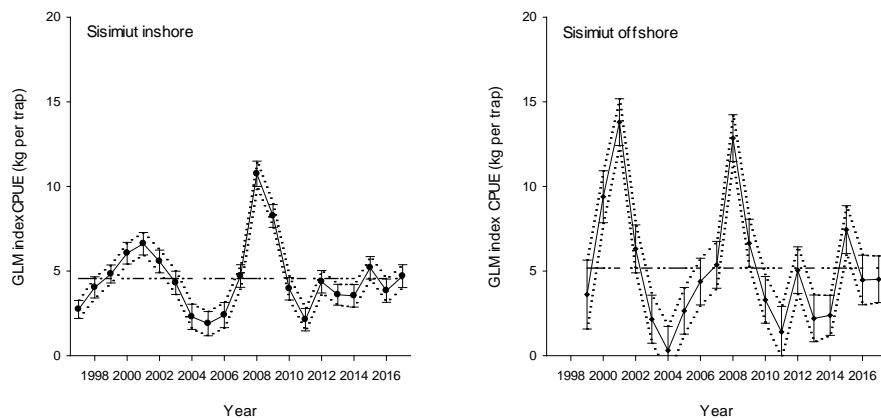 Sisimiut inshore
GLM indexCPUE (kg per trap)
20
15
10
5
0
1998 2000 2002 2004 2006 2008 2010 2012 2014 2016
Year
Sisimiut offshore
GLM index CPUE (kg per trap)
20
15
10
5
0
1998 2000 2002 2004 2006 2008 2010 2012 2014 2016
Year